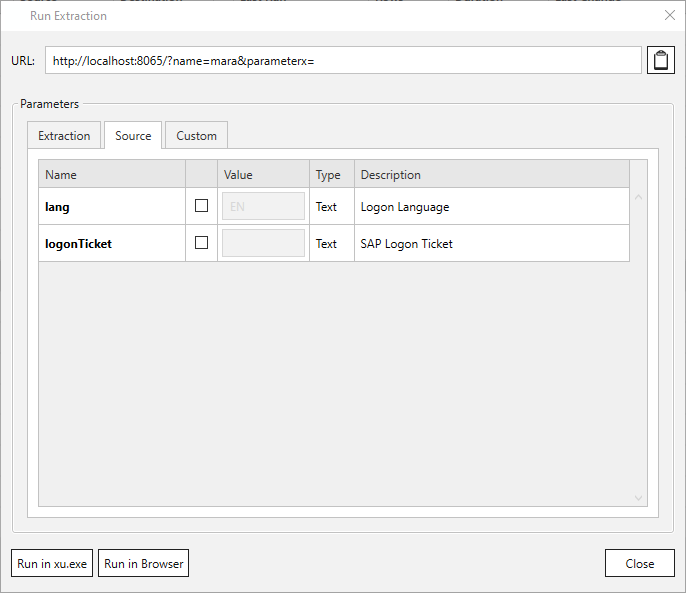 Run Extraction
URL: http://localhost:8065/?name=mara&parameterx=
Parameters
Extraction Source Custom
Name Value Type Description
lang EN Text Logon Language
logonTicket Text SAP Logon Ticket
Run in xu.exe Run in Browser Close